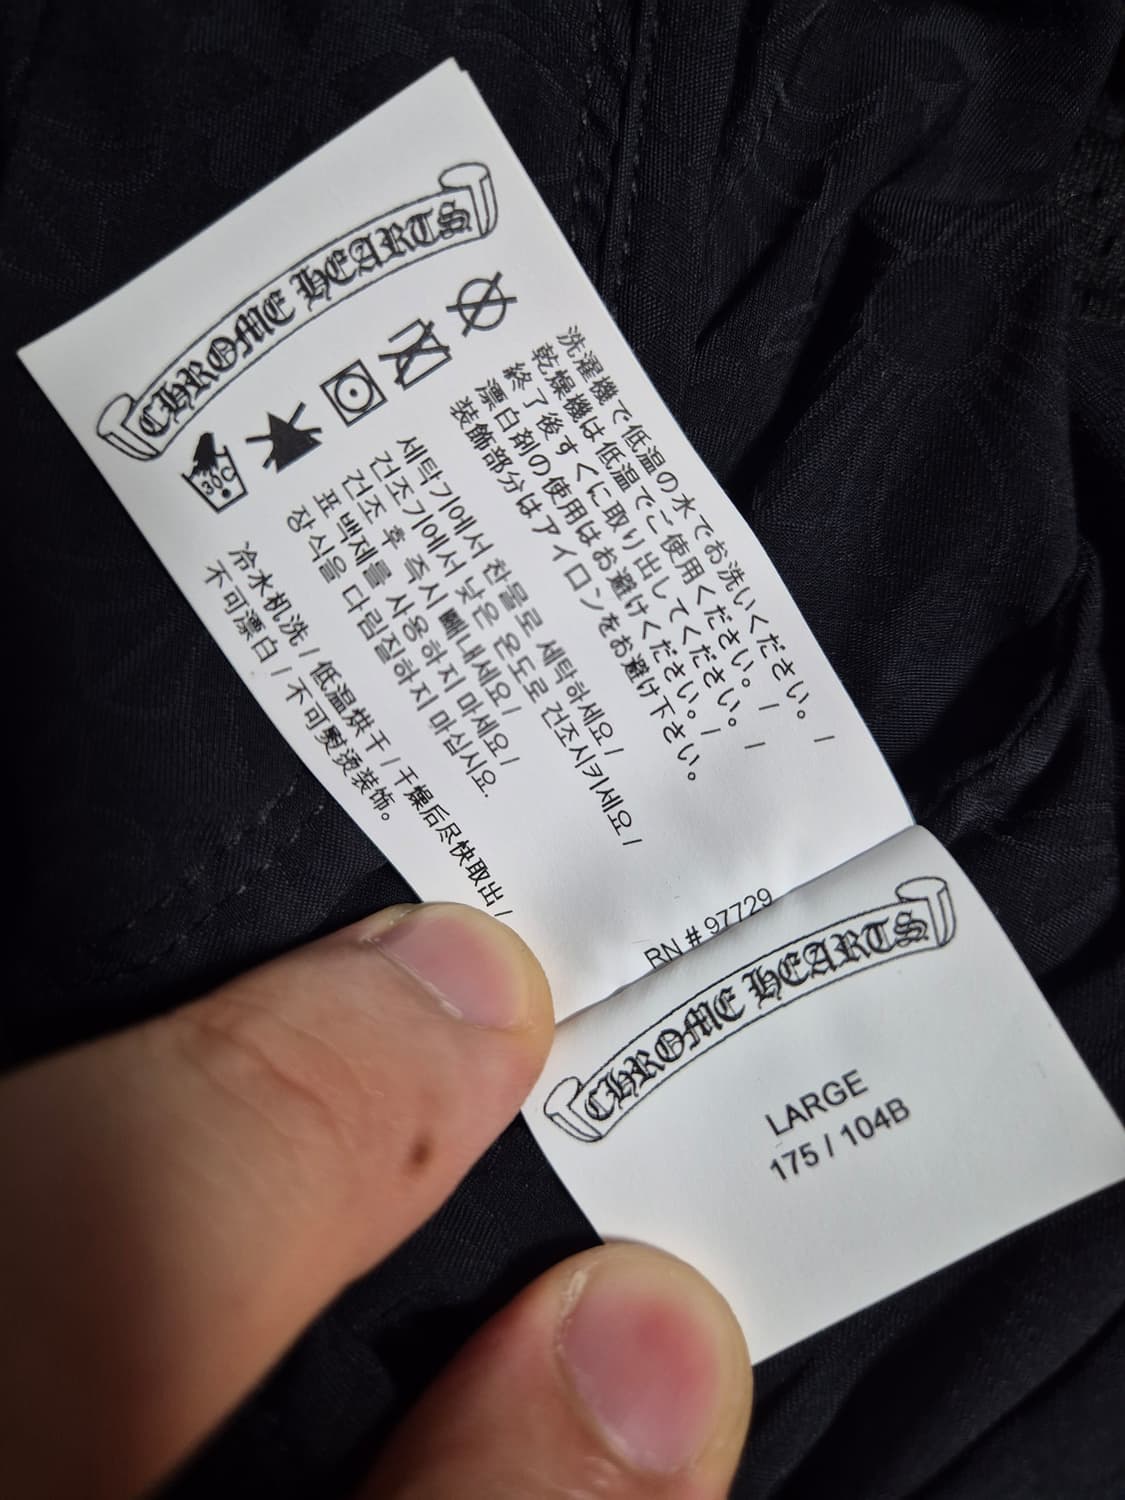 CHROME HEARTS
30C
洗濯機で低温の水でお洗いください。 /
乾燥機は低温でご使用ください。 /
終了後すぐに取り出してください。 /
漂白剤の使用はお避けください。 /
装飾部分はアイロンをお避け下さい。
세탁기에서 찬물로 세탁하세요 /
건조기에서 낮은 온도로 건조시키세요 /
건조 후 즉시 빼내세요 /
표백제를 사용하지 마세요 /
장식을 다림질하지 마십시요.
冷水机洗 / 低温烘干 / 干燥后尽快取出 /
不可漂白 / 不可熨烫装饰。
RN # 97729
CHROME HEARTS
LARGE
175 / 104B